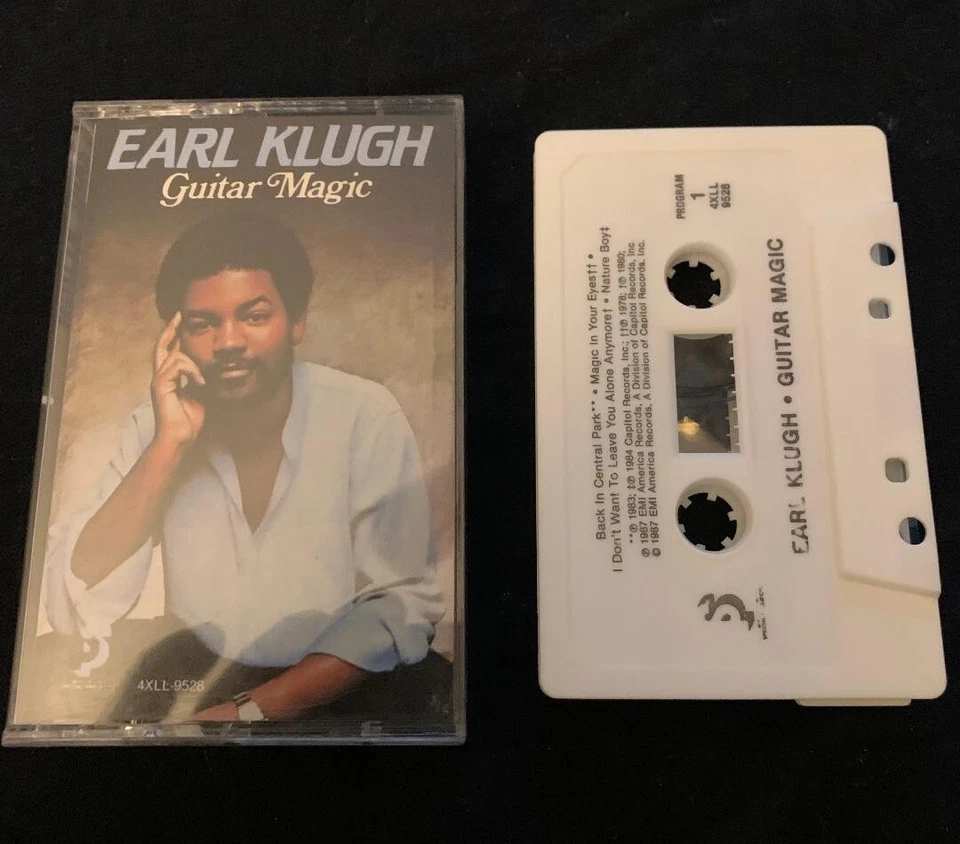 EARL KLUGH
Guitar Magic
4XLL-9528
PROGRAM
1
4XLL
9528
Back In Central Park** • Magic In Your Eyes†† •
I Don't Want To Leave You Alone Anymore† • Nature Boy‡
**℗ 1983; ‡℗ 1984 Capitol Records, Inc.; ††℗ 1978; †℗ 1980;
℗ 1987 EMI America Records, A Division of Capitol Records, Inc.
© 1987 EMI America Records, A Division of Capitol Records, Inc.
EARL KLUGH • GUITAR MAGIC